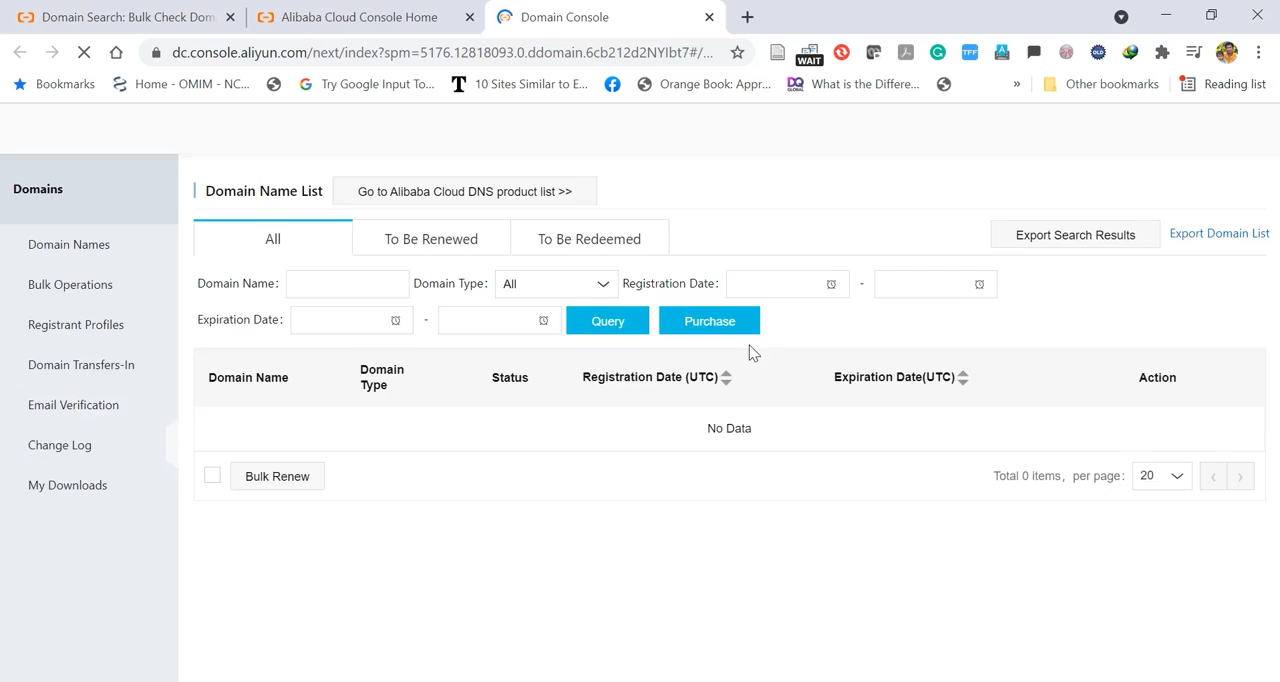 Domain Search: Bulk Check Dom
Alibaba Cloud Console Home
Domain Console
dc.console.aliyun.com/next/index?spm=5176.12818093.0.ddomain.6cb212d2NYIbt7#/...
WAIT
TFF
OLD
Bookmarks
Home - OMIM - NC...
Try Google Input To...
10 Sites Similar to E...
Orange Book: Appr...
DQ GLOBAL
What is the Differe...
»
Other bookmarks
Reading list
Domains
Domain Names
Bulk Operations
Registrant Profiles
Domain Transfers-In
Email Verification
Change Log
My Downloads
Domain Name List
Go to Alibaba Cloud DNS product list >>
All
To Be Renewed
To Be Redeemed
Export Search Results
Export Domain List
Domain Name:
Domain Type:
All
Registration Date:
-
Expiration Date:
-
Query
Purchase
Domain Name
Domain Type
Status
Registration Date (UTC)
Expiration Date(UTC)
Action
No Data
Bulk Renew
Total 0 items, per page:
20